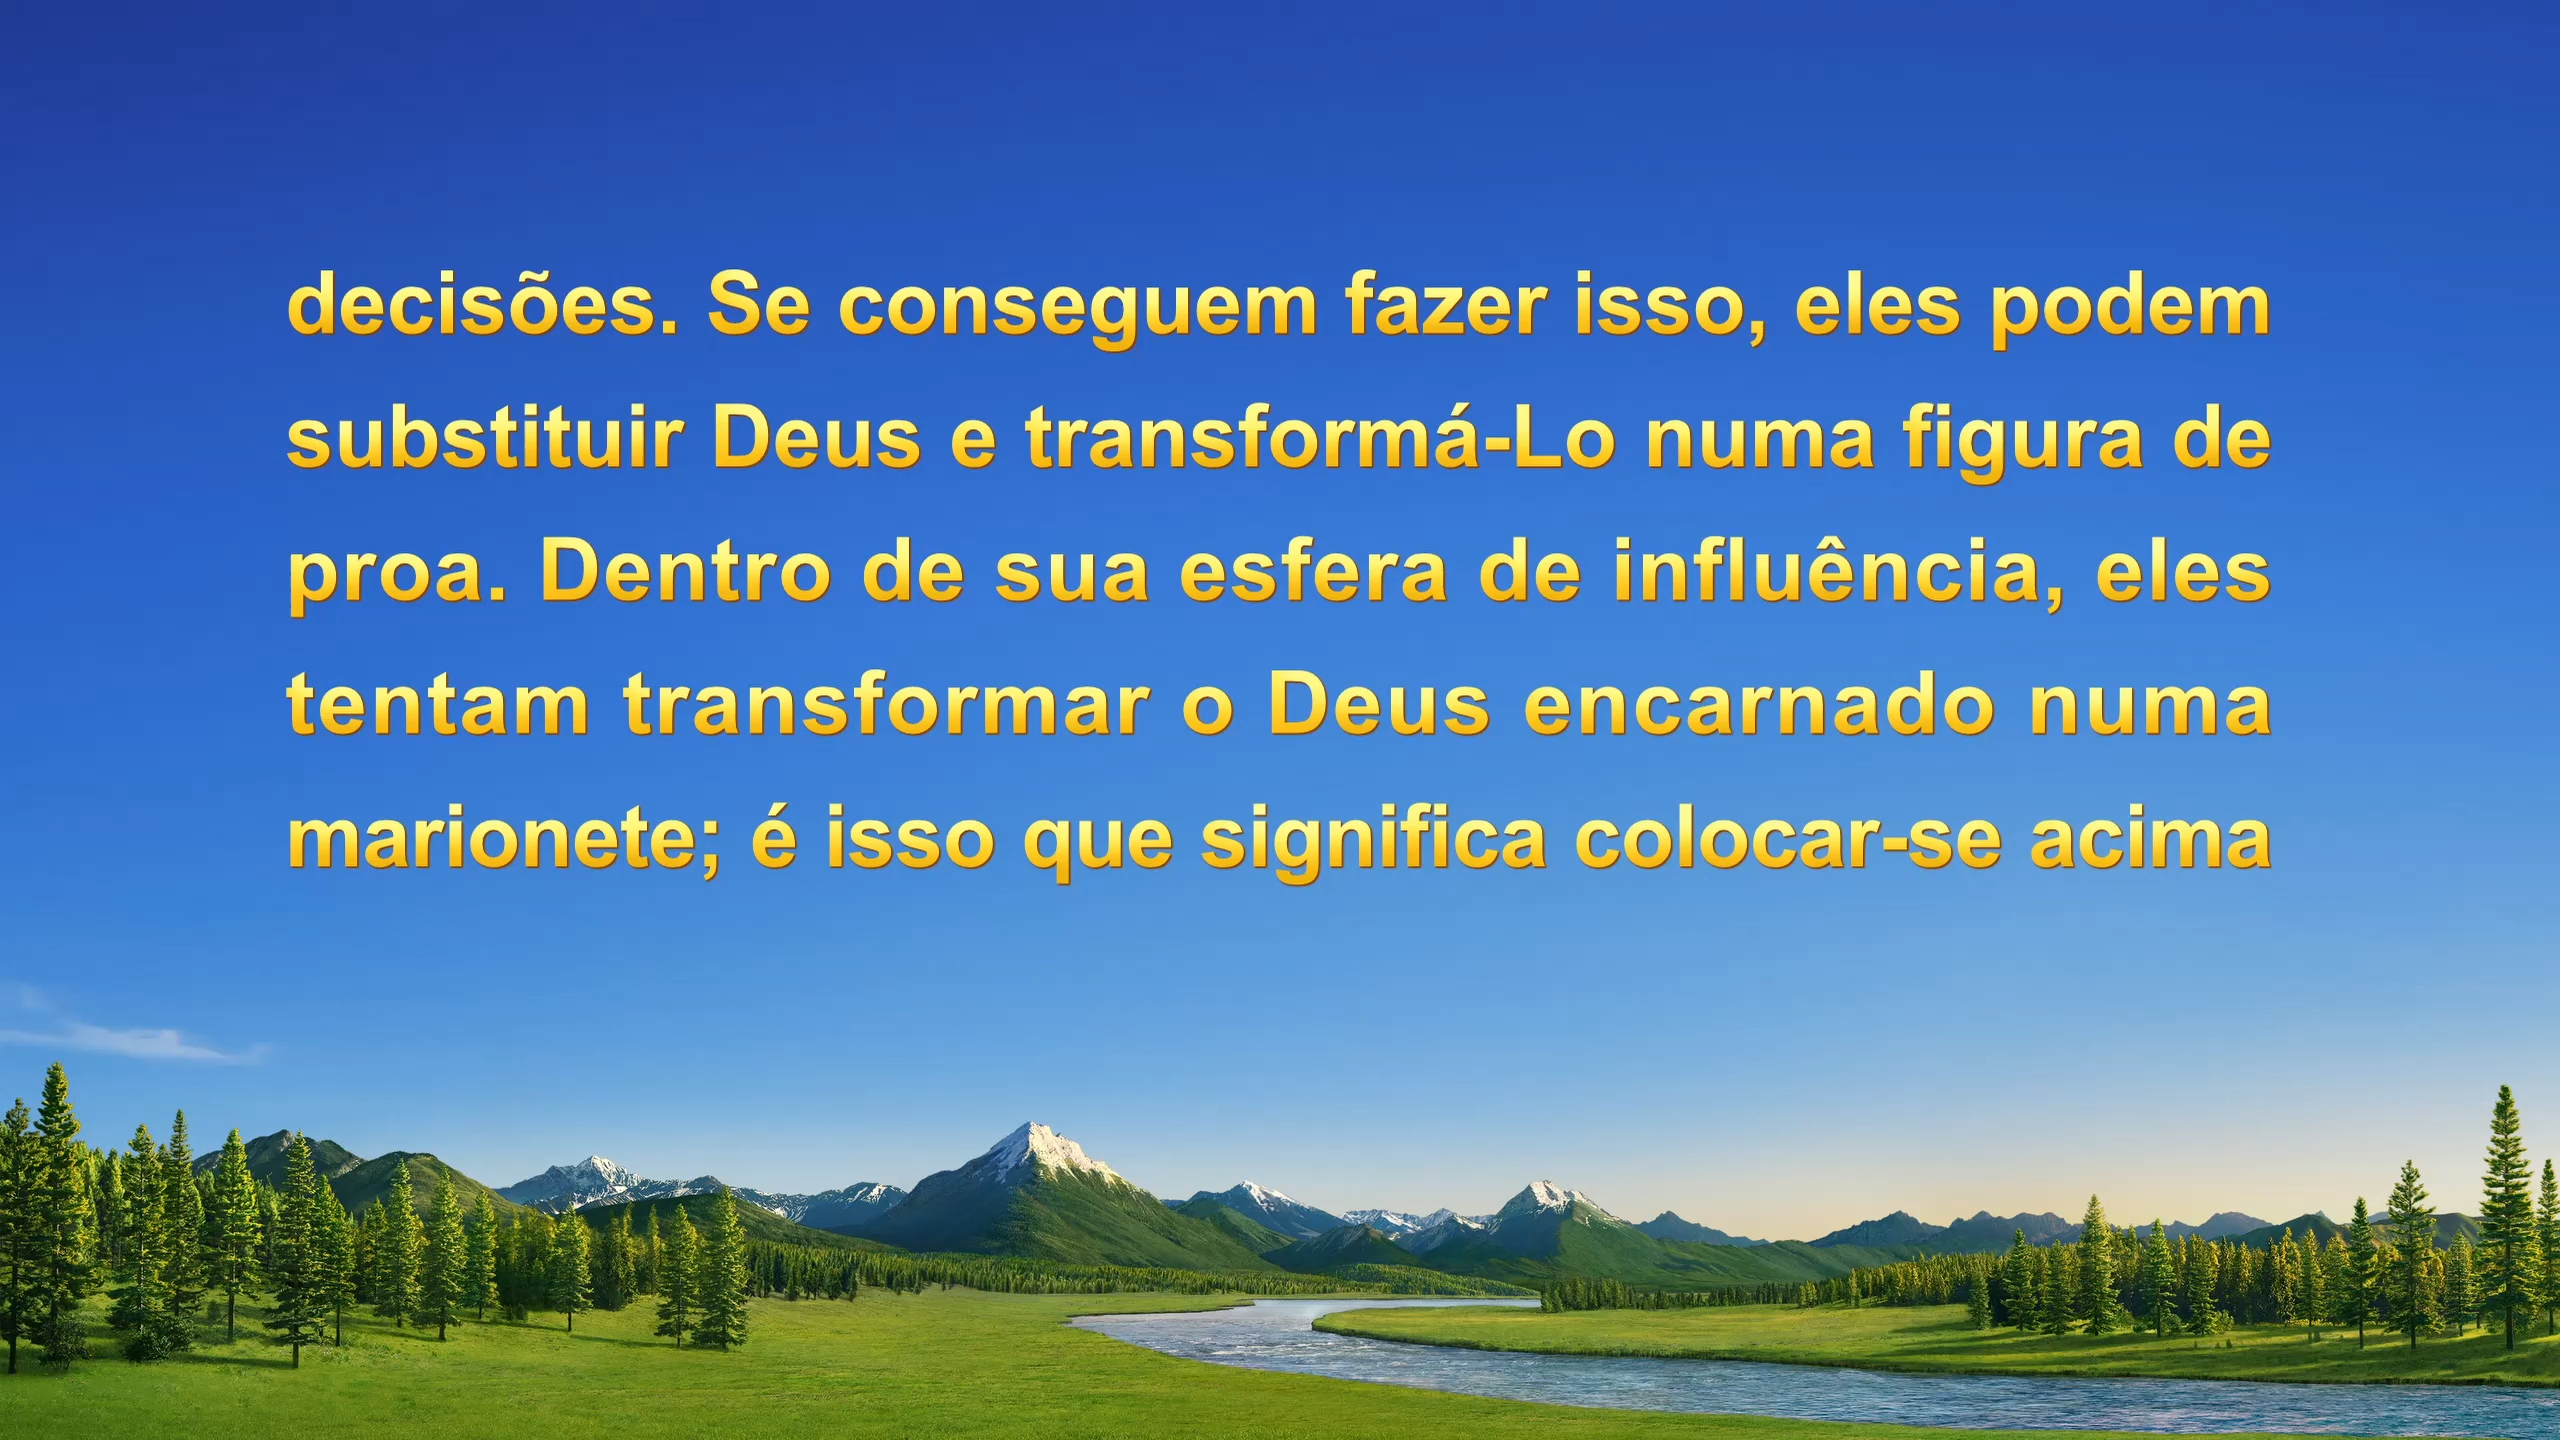 decisões. Se conseguem fazer isso, eles podem
substituir Deus e transformá-Lo numa figura de
proa. Dentro de sua esfera de influência, eles
tentam transformar o Deus encarnado numa
marionete; é isso que significa colocar-se acima